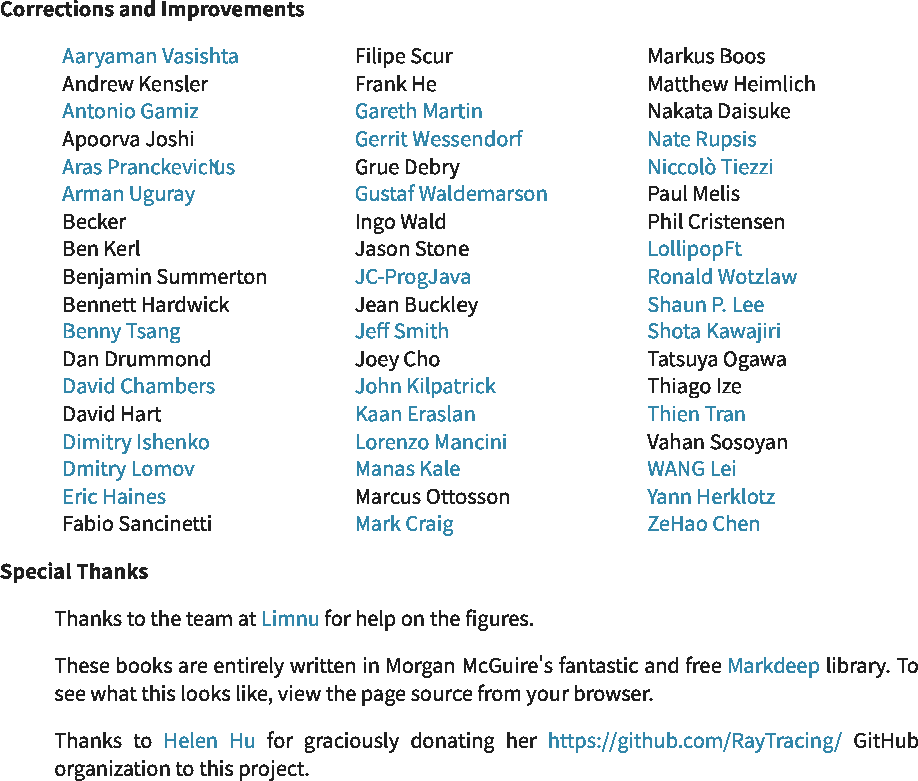 Corrections and Improvements
Aaryaman Vasishta
Andrew Kensler
Antonio Gamiz
Apoorva Joshi
Aras Pranckevičius
Arman Uguray
Becker
Ben Kerl
Benjamin Summerton
Bennett Hardwick
Benny Tsang
Dan Drummond
David Chambers
David Hart
Dimitry Ishenko
Dmitry Lomov
Eric Haines
Fabio Sancinetti
Filipe Scur
Frank He
Gareth Martin
Gerrit Wessendorf
Grue Debry
Gustaf Waldemarson
Ingo Wald
Jason Stone
JC-ProgJava
Jean Buckley
Jeff Smith
Joey Cho
John Kilpatrick
Kaan Eraslan
Lorenzo Mancini
Manas Kale
Marcus Ottosson
Mark Craig
Markus Boos
Matthew Heimlich
Nakata Daisuke
Nate Rupsis
Niccolò Tiezzi
Paul Melis
Phil Cristensen
LollipopFt
Ronald Wotzlaw
Shaun P. Lee
Shota Kawajiri
Tatsuya Ogawa
Thiago Ize
Thien Tran
Vahan Sosoyan
WANG Lei
Yann Herklotz
ZeHao Chen
Special Thanks
Thanks to the team at Limnu for help on the figures.
These books are entirely written in Morgan McGuire's fantastic and free Markdeep library. To
see what this looks like, view the page source from your browser.
Thanks to Helen Hu for graciously donating her https://github.com/RayTracing/ GitHub
organization to this project.